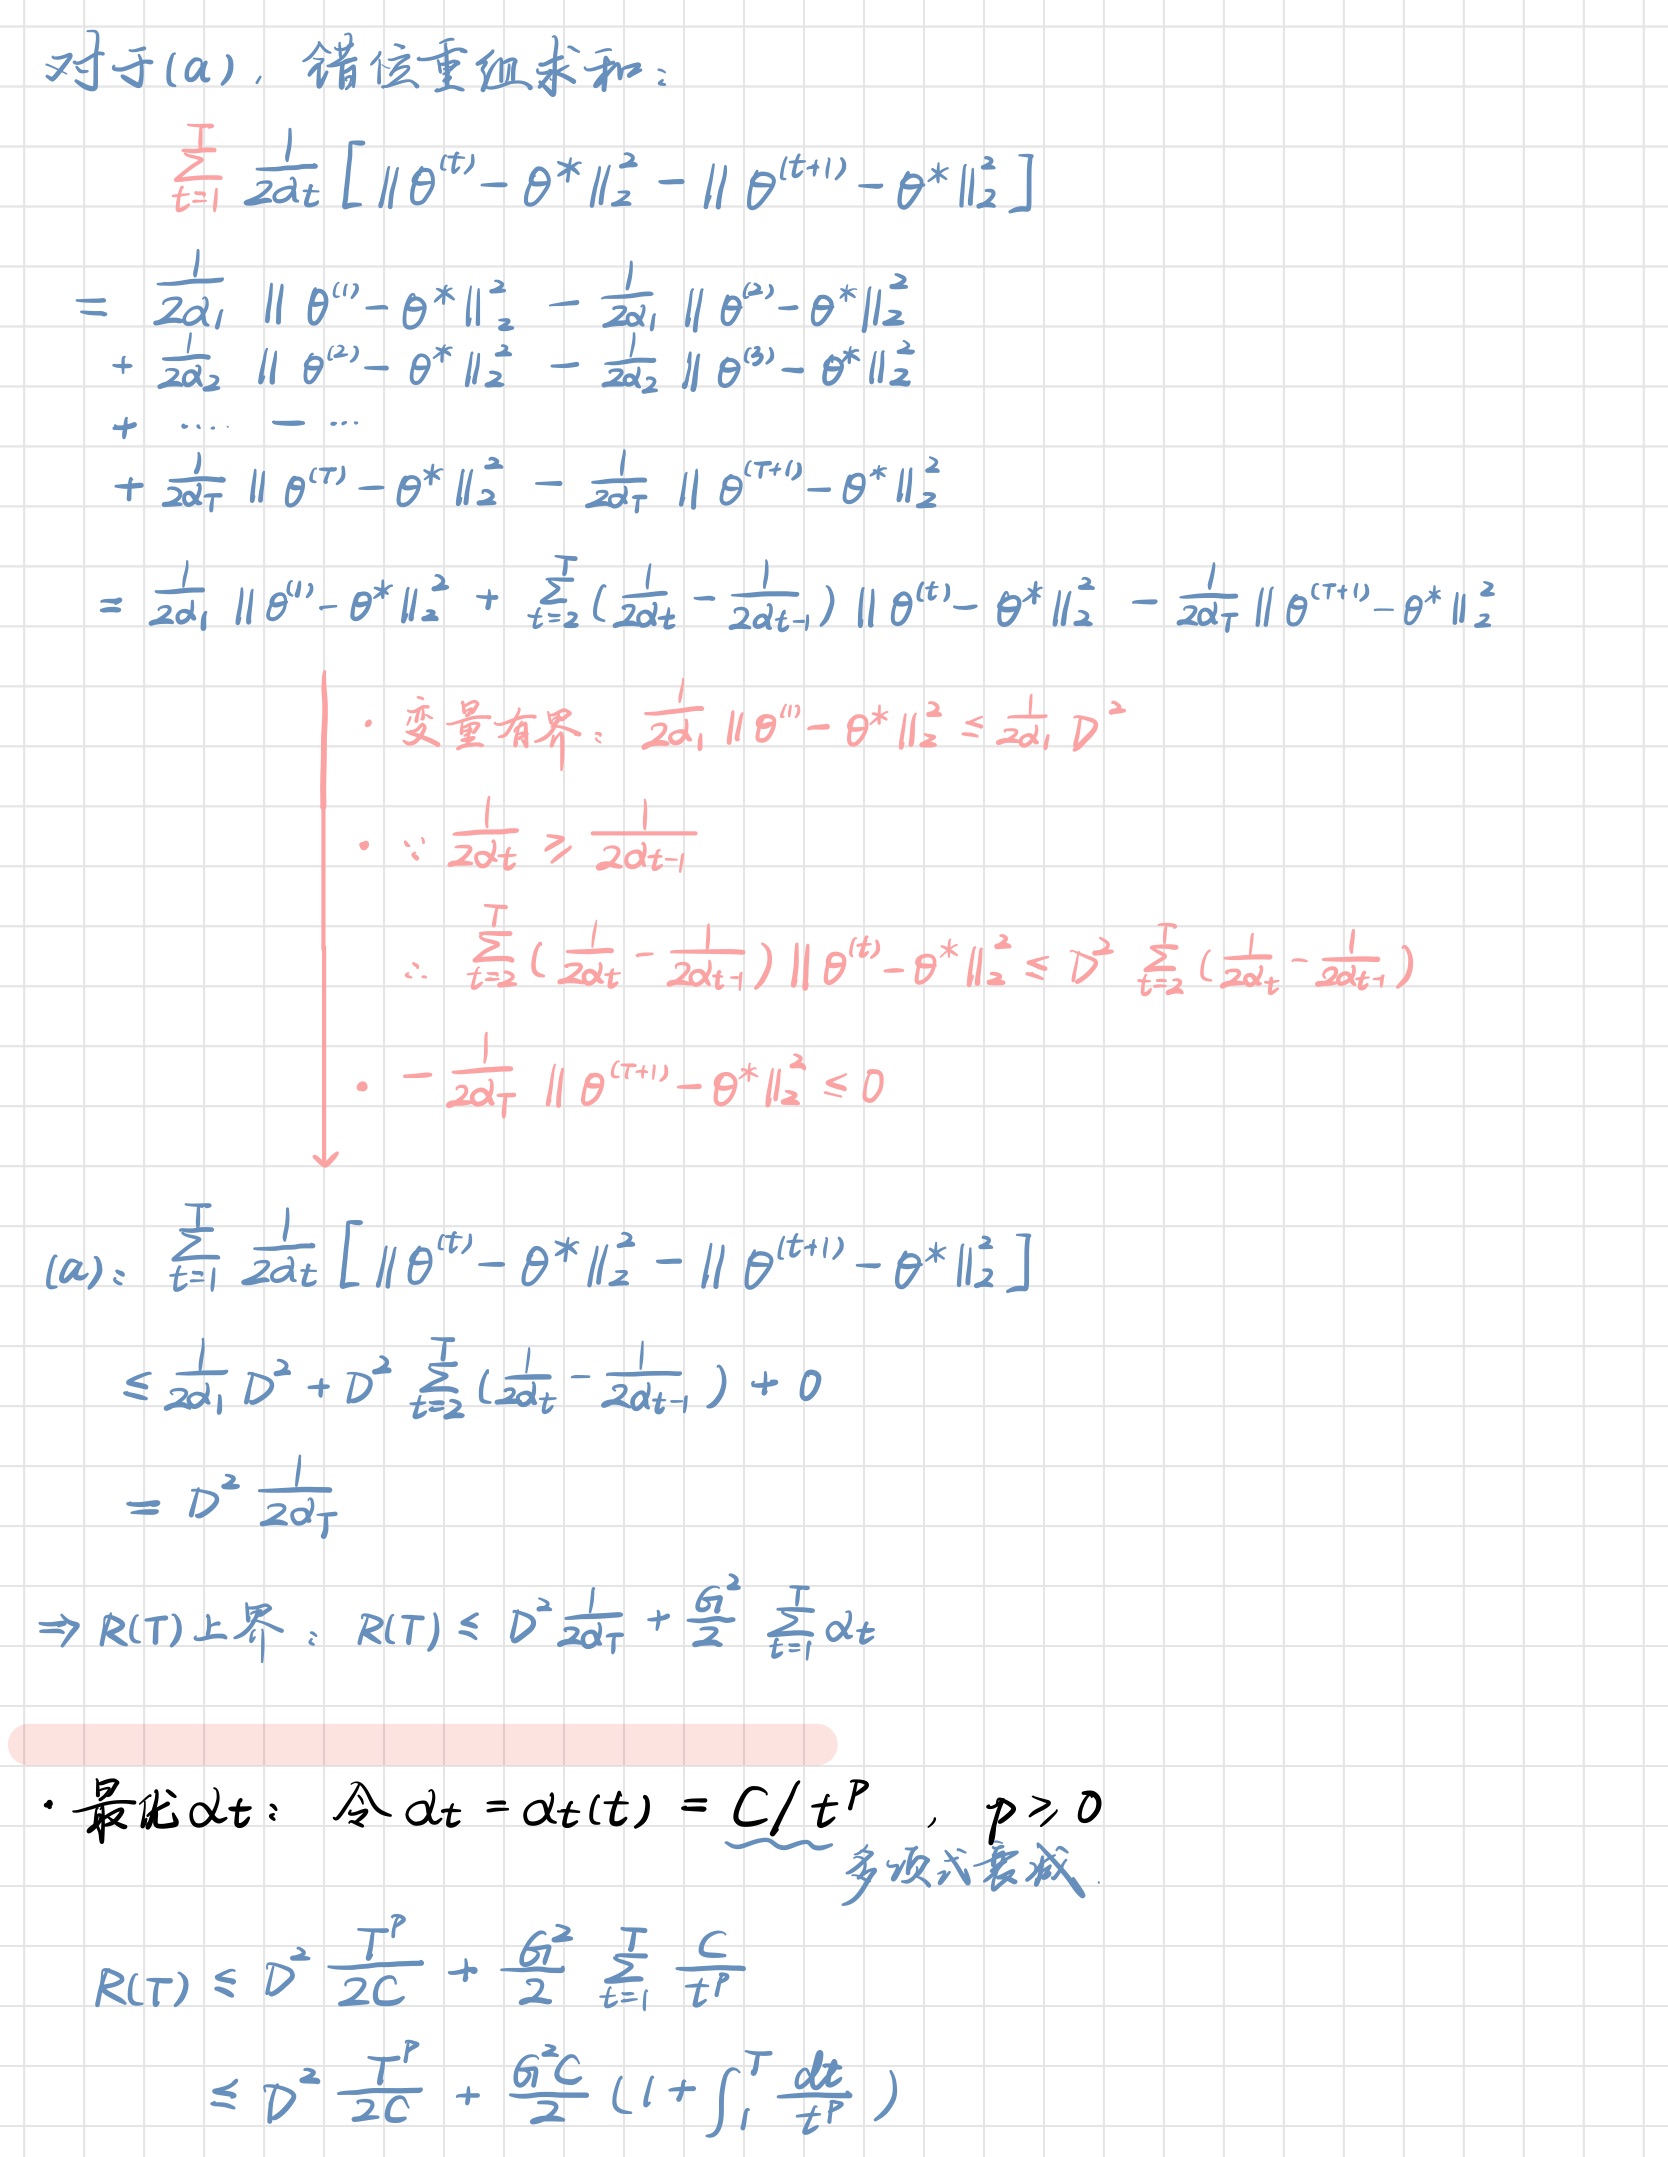 对于(a)，错位重组求和：
$\sum_{t=1}^{T} \frac{1}{2\alpha_t} [ \| \theta^{(t)} - \theta^* \|_2^2 - \| \theta^{(t+1)} - \theta^* \|_2^2 ]$
$= \frac{1}{2\alpha_1} \| \theta^{(1)} - \theta^* \|_2^2 - \frac{1}{2\alpha_1} \| \theta^{(2)} - \theta^* \|_2^2$
$+ \frac{1}{2\alpha_2} \| \theta^{(2)} - \theta^* \|_2^2 - \frac{1}{2\alpha_2} \| \theta^{(3)} - \theta^* \|_2^2$
$+ \cdots - \cdots$
$+ \frac{1}{2\alpha_T} \| \theta^{(T)} - \theta^* \|_2^2 - \frac{1}{2\alpha_T} \| \theta^{(T+1)} - \theta^* \|_2^2$
$= \frac{1}{2\alpha_1} \| \theta^{(1)} - \theta^* \|_2^2 + \sum_{t=2}^{T} ( \frac{1}{2\alpha_t} - \frac{1}{2\alpha_{t-1}} ) \| \theta^{(t)} - \theta^* \|_2^2 - \frac{1}{2\alpha_T} \| \theta^{(T+1)} - \theta^* \|_2^2$
· 变量有界：$\frac{1}{2\alpha_1} \| \theta^{(1)} - \theta^* \|_2^2 \leq \frac{1}{2\alpha_1} D^2$
· ∵ $\frac{1}{2\alpha_t} \geq \frac{1}{2\alpha_{t-1}}$
∴ $\sum_{t=2}^{T} ( \frac{1}{2\alpha_t} - \frac{1}{2\alpha_{t-1}} ) \| \theta^{(t)} - \theta^* \|_2^2 \leq D^2 \sum_{t=2}^{T} ( \frac{1}{2\alpha_t} - \frac{1}{2\alpha_{t-1}} )$
· $- \frac{1}{2\alpha_T} \| \theta^{(T+1)} - \theta^* \|_2^2 \leq 0$
(a)：$\sum_{t=1}^{T} \frac{1}{2\alpha_t} [ \| \theta^{(t)} - \theta^* \|_2^2 - \| \theta^{(t+1)} - \theta^* \|_2^2 ]$
$\leq \frac{1}{2\alpha_1} D^2 + D^2 \sum_{t=2}^{T} ( \frac{1}{2\alpha_t} - \frac{1}{2\alpha_{t-1}} ) + 0$
$= D^2 \frac{1}{2\alpha_T}$
⇒ R(T)上界：$R(T) \leq D^2 \frac{1}{2\alpha_T} + \frac{G^2}{2} \sum_{t=1}^{T} \alpha_t$
· 最优$\alpha_t$：令 $\alpha_t = \alpha_t(t) = C/t^p$，$p \geq 0$
多项式衰减.
$R(T) \leq D^2 \frac{T^p}{2C} + \frac{G^2}{2} \sum_{t=1}^{T} \frac{C}{t^p}$
$\leq D^2 \frac{T^p}{2C} + \frac{G^2 C}{2} ( 1 + \int_1^T \frac{dt}{t^p} )$